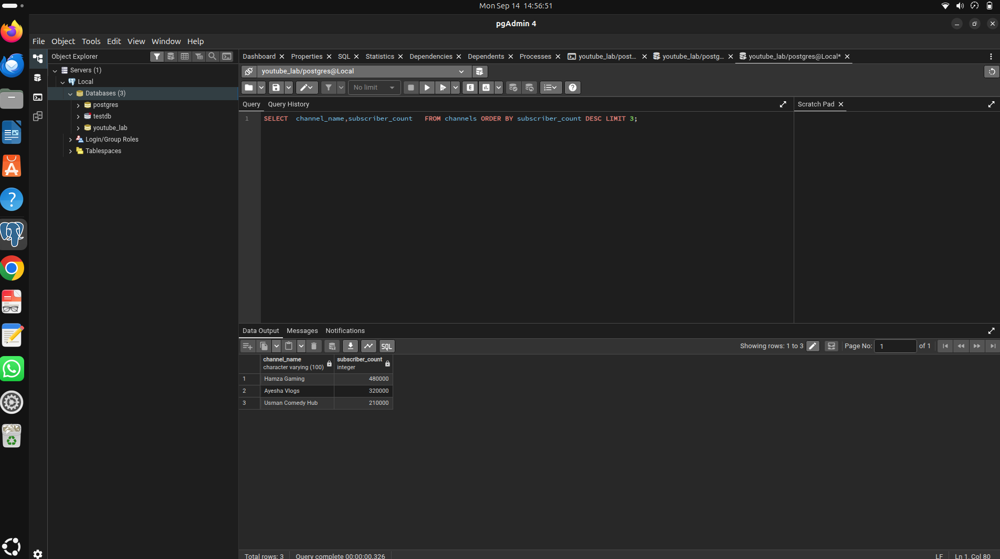 Mon Sep 14 14:56:51
pgAdmin 4
File Object Tools Edit View Window Help
Object Explorer
Dashboard Properties SQL Statistics Dependencies Dependents Processes youtube_lab/post... youtube_lab/postg... youtube_lab/postgres@Local*
Servers (1)
Local
Databases (3)
postgres
testdb
youtube_lab
Login/Group Roles
Tablespaces
youtube_lab/postgres@Local
No limit
E
Query Query History
Scratch Pad
1 SELECT channel_name,subscriber_count FROM channels ORDER BY subscriber_count DESC LIMIT 3;
Data Output Messages Notifications
SQL
Showing rows: 1 to 3
Page No: 1 of 1
channel_name subscriber_count
character varying (100) integer
1 Hamza Gaming 480000
2 Ayesha Vlogs 320000
3 Usman Comedy Hub 210000
Total rows: 3 Query complete 00:00:00.326 LF Ln 1, Col 80